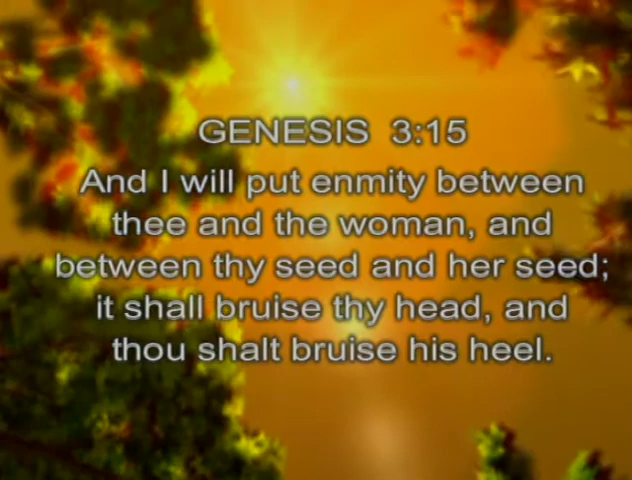 GENESIS 3:15
And I will put enmity between
thee and the woman, and
between thy seed and her seed;
it shall bruise thy head, and
thou shalt bruise his heel.